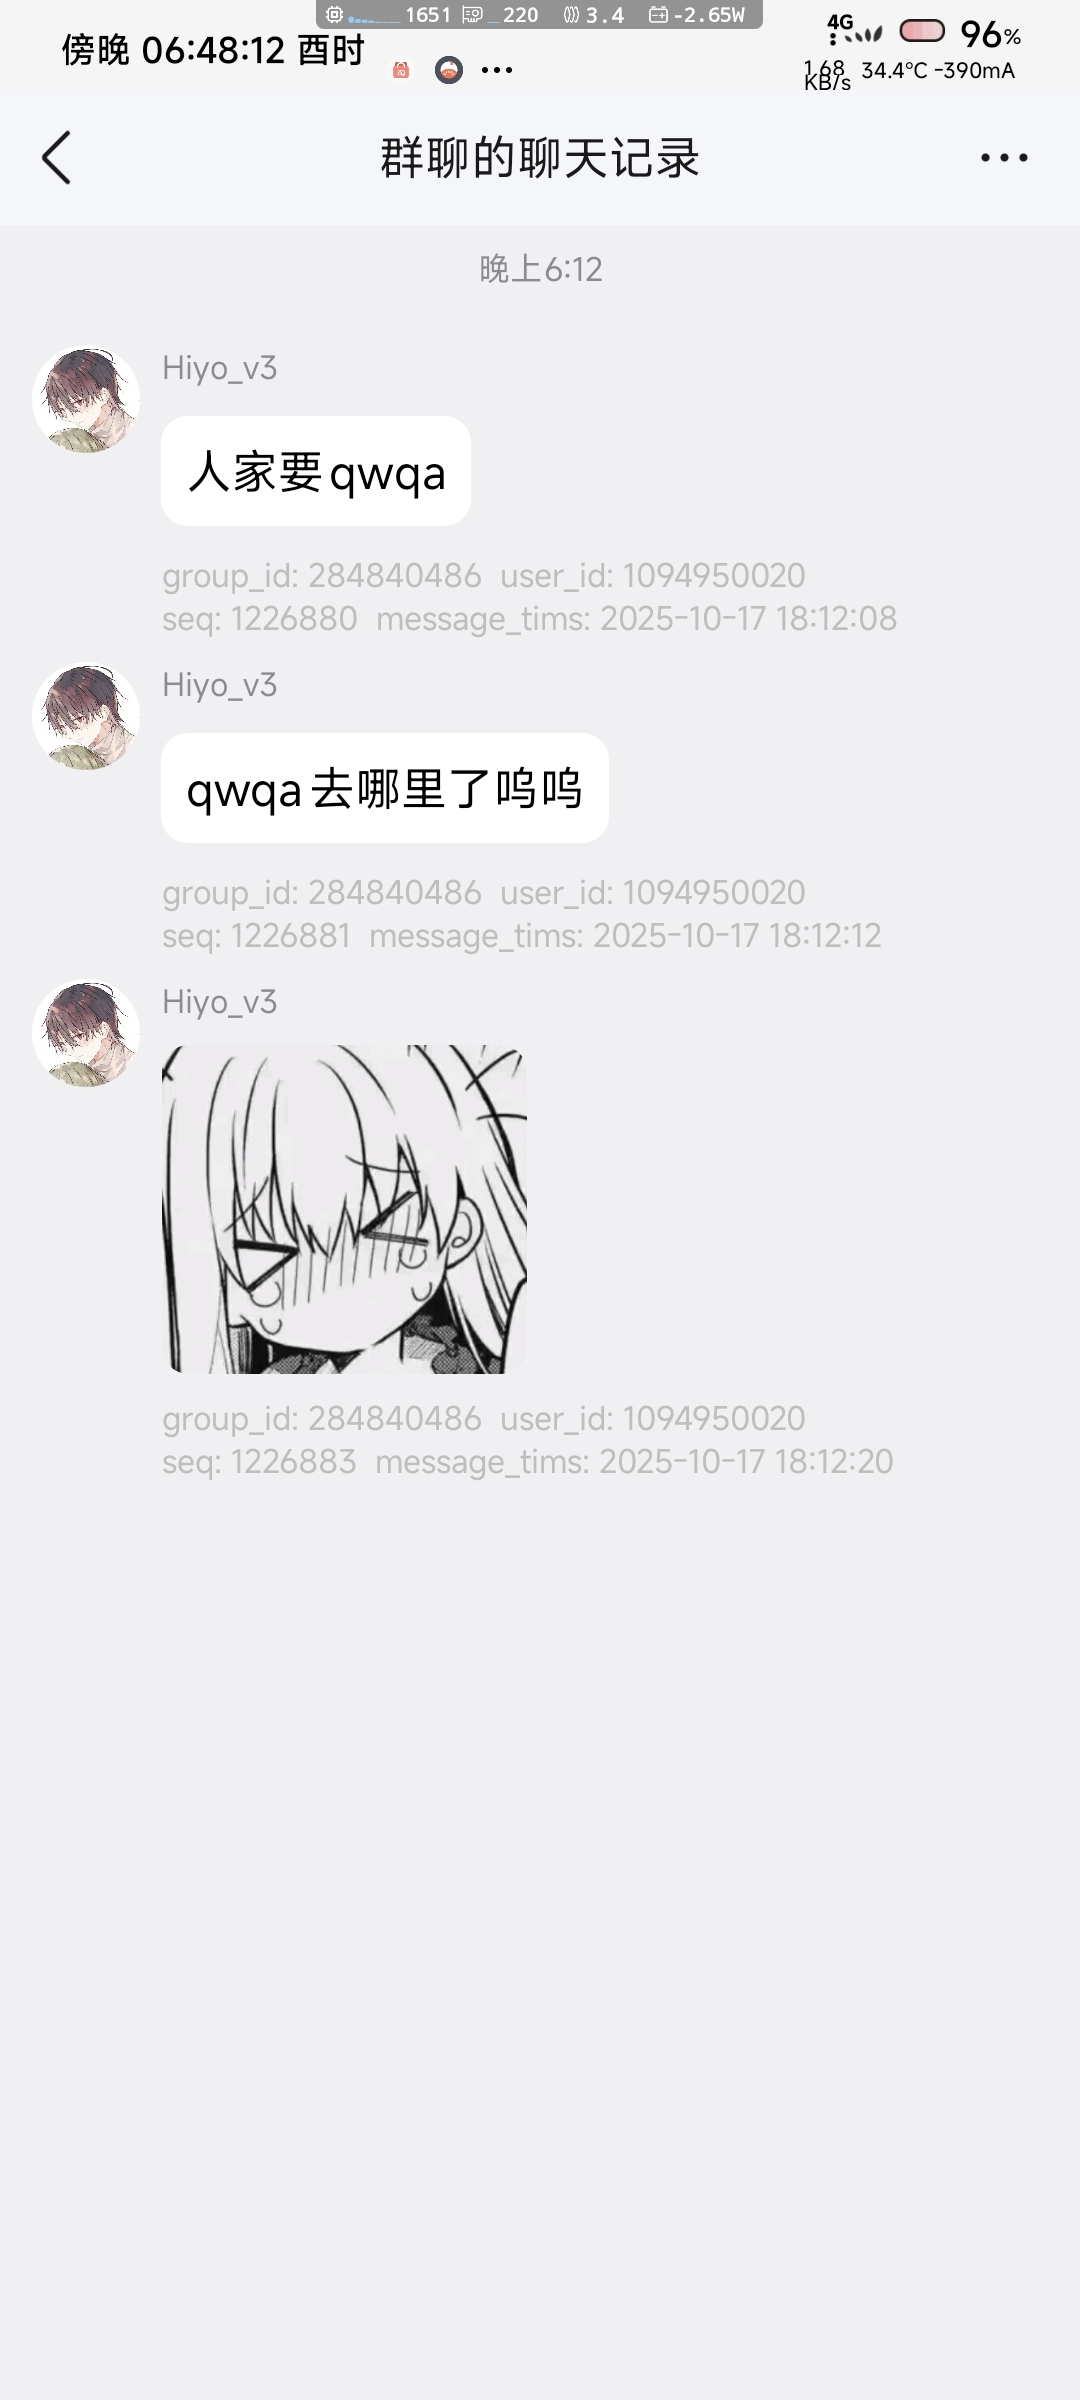 1651 220 3.4 -2.65W
傍晚 06:48:12 酉时
4G 96%
1.68 KB/s 34.4°C -390mA
群聊的聊天记录
晚上6:12
Hiyo_v3
人家要qwqa
group_id: 284840486 user_id: 1094950020
seq: 1226880 message_tims: 2025-10-17 18:12:08
Hiyo_v3
qwqa去哪里了呜呜
group_id: 284840486 user_id: 1094950020
seq: 1226881 message_tims: 2025-10-17 18:12:12
Hiyo_v3
group_id: 284840486 user_id: 1094950020
seq: 1226883 message_tims: 2025-10-17 18:12:20